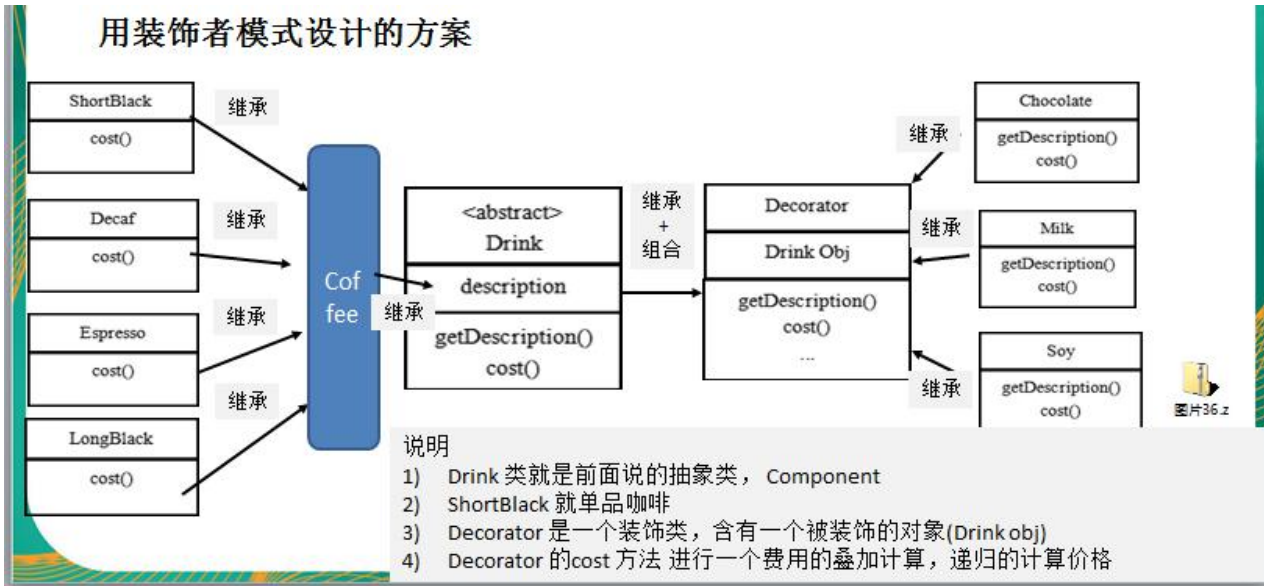 用装饰者模式设计的方案
ShortBlack
cost()
继承
Decaf
cost()
继承
Espresso
cost()
继承
LongBlack
cost()
继承
Cof
fee
继承
<abstract>
Drink
description
getDescription()
cost()
继承
+
组合
Decorator
Drink Obj
getDescription()
cost()
...
继承
Chocolate
getDescription()
cost()
继承
Milk
getDescription()
cost()
继承
Soy
getDescription()
cost()
图片36.z
说明
1) Drink 类就是前面说的抽象类， Component
2) ShortBlack 就单品咖啡
3) Decorator 是一个装饰类，含有一个被装饰的对象(Drink obj)
4) Decorator 的cost 方法 进行一个费用的叠加计算，递归的计算价格